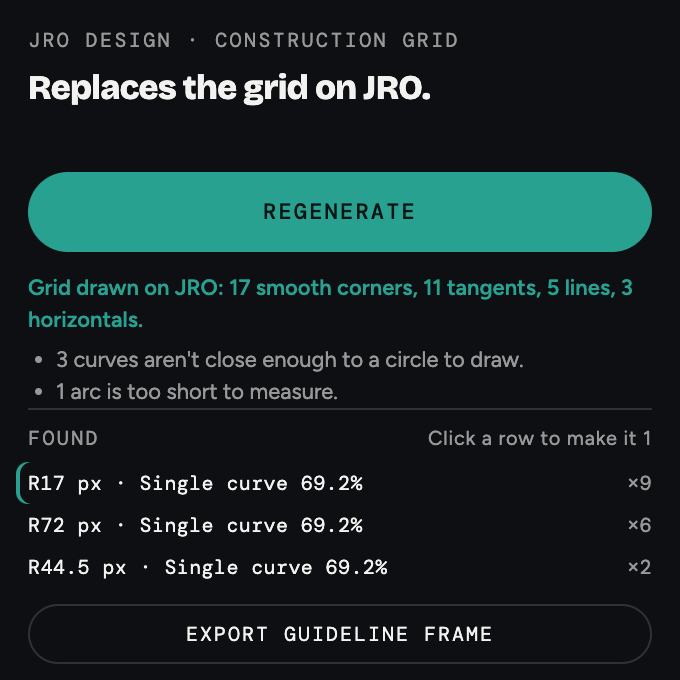 JRO DESIGN · CONSTRUCTION GRID
Replaces the grid on JRO.
REGENERATE
Grid drawn on JRO: 17 smooth corners, 11 tangents, 5 lines, 3
horizontals.
• 3 curves aren't close enough to a circle to draw.
• 1 arc is too short to measure.
FOUND Click a row to make it 1
R17 px · Single curve 69.2% ×9
R72 px · Single curve 69.2% ×6
R44.5 px · Single curve 69.2% ×2
EXPORT GUIDELINE FRAME